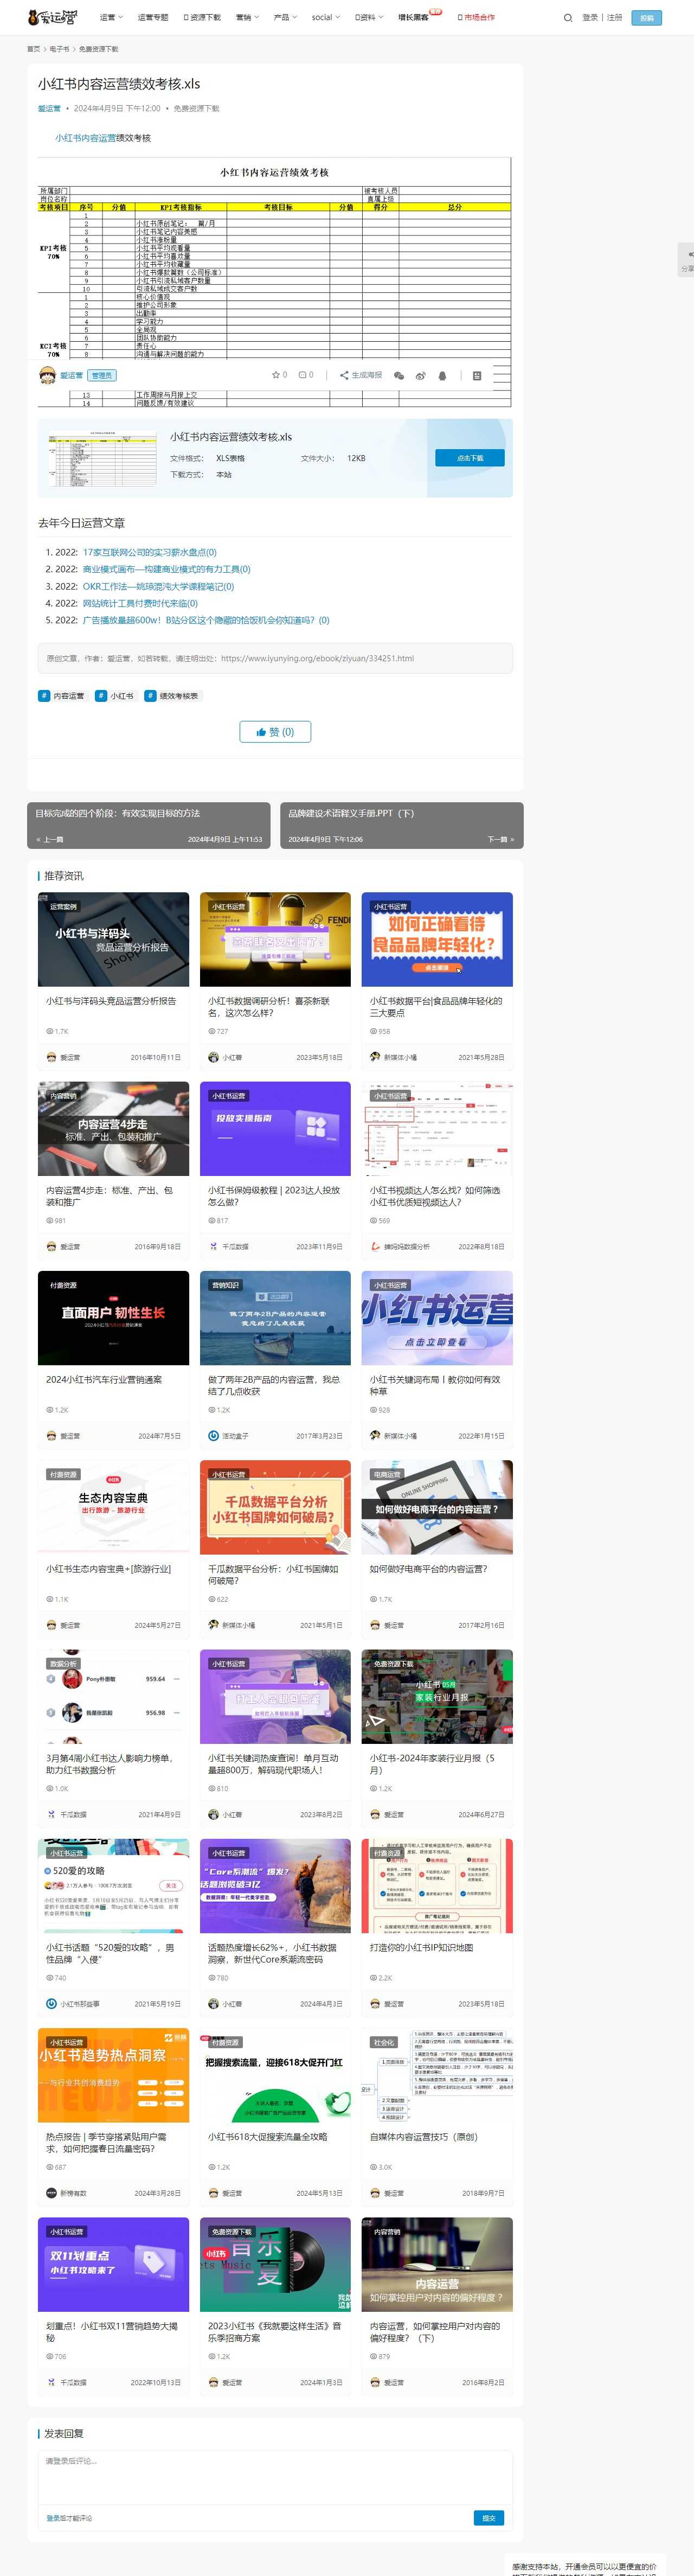 爱运营
运营 运营专题 资源下载 营销 产品 social 资料 增长黑客 市场合作
登录 | 注册 投稿
首页 > 电子书 > 免费资源下载
小红书内容运营绩效考核.xls
爱运营 • 2024年4月9日 下午12:00 • 免费资源下载
小红书内容运营绩效考核
小红书内容运营绩效考核
所属部门 被考核人员
岗位名称 直属上级
考核项目 序号 分值 KPI考核指标 考核目标 分值 得分 总分
KPI考核 70%
1
2 小红书原创笔记: 篇/月
3 小红书笔记内容美感
4 小红书涨粉量
5 小红书平均观看量
6 小红书平均喜欢量
7 小红书平均收藏量
8 小红书爆款篇数(公司标准)
9 小红书引流私域客户数量
10 引流私域成交客户数
KCI考核 70%
1 核心价值观
2 维护公司形象
3 出勤率
4 学习能力
5 全局观
6 团队协助能力
7 责任心
8 沟通与解决问题的能力
爱运营 管理员
0 0 生成海报
分享
13 工作周报与月报上交
14 问题反馈/有效建议
小红书内容运营绩效考核.xls
文件格式: XLS表格 文件大小: 12KB
下载方式: 本站
点击下载
去年今日运营文章
1. 2022: 17家互联网公司的实习薪水盘点(0)
2. 2022: 商业模式画布—构建商业模式的有力工具(0)
3. 2022: OKR工作法—姚琼混沌大学课程笔记(0)
4. 2022: 网站统计工具付费时代来临(0)
5. 2022: 广告播放量超600w!B站分区这个隐藏的恰饭机会你知道吗?(0)
原创文章,作者:爱运营,如若转载,请注明出处:https://www.iyunying.org/ebook/ziyuan/334251.html
# 内容运营 # 小红书 # 绩效考核表
赞 (0)
目标完成的四个阶段:有效实现目标的方法
« 上一篇 2024年4月9日 上午11:53
品牌建设术语释义手册.PPT(下)
2024年4月9日 下午12:06 下一篇 »
推荐资讯
运营案例
小红书与洋码头
竞品运营分析报告
小红书与洋码头竞品运营分析报告
1.7K
爱运营 2016年10月11日
小红书运营
FENDI
小红书数据调研分析!喜茶新联名,这次怎么样?
727
小红薯 2023年5月18日
小红书运营
如何正确看待
食品品牌年轻化?
点击阅读
小红书数据平台|食品品牌年轻化的三大要点
958
新媒体小橘 2021年5月28日
内容营销
内容运营4步走
标准、产出、包装和推广
内容运营4步走:标准、产出、包装和推广
981
爱运营 2016年9月18日
小红书运营
投放实操指南
小红书保姆级教程 | 2023达人投放怎么做?
817
千瓜数据 2023年11月9日
小红书运营
小红书视频达人怎么找?如何筛选小红书优质短视频达人?
569
蝉妈妈数据分析 2022年8月18日
付费资源
直面用户 韧性生长
2024小红书汽车行业营销通案
1.2K
爱运营 2024年7月5日
营销知识
做了两年2B产品的内容运营
我总结了几点收获
做了两年2B产品的内容运营,我总结了几点收获
1.2K
活动盒子 2017年3月23日
小红书运营
小红书运营
点击立即查看
小红书关键词布局丨教你如何有效种草
928
新媒体小橘 2022年1月15日
付费资源
生态内容宝典
出行旅游 - 旅游行业
小红书生态内容宝典+[旅游行业]
1.1K
爱运营 2024年5月27日
小红书运营
千瓜数据平台分析
小红书国牌如何破局?
千瓜数据平台分析:小红书国牌如何破局?
622
新媒体小橘 2021年5月1日
电商运营
ONLINE SHOPPING
如何做好电商平台的内容运营?
如何做好电商平台的内容运营?
1.7K
爱运营 2017年2月16日
数据分析
Pony朴善敏 959.64
我是张凯毅 956.98
3月第4周小红书达人影响力榜单,助力红书数据分析
1.0K
千瓜数据 2021年4月9日
小红书运营
小红书关键词热度查询!单月互动量超800万,解码现代职场人!
810
小红薯 2023年8月2日
免费资源下载
小红书 05月
家装行业月报
小红书-2024年家装行业月报(5月)
1.2K
爱运营 2024年6月27日
小红书运营
520爱的攻略
关注
小红书话题“520爱的攻略”,男性品牌“入侵”
740
小红书那些事 2021年5月19日
小红书运营
“Core系潮流”爆发?
话题浏览破3亿
话题热度增长62%+,小红书数据洞察,新世代Core系潮流密码
780
小红薯 2024年4月3日
付费资源
打造你的小红书IP知识地图
2.2K
爱运营 2023年5月18日
小红书运营
小红书趋势热点洞察
与行业共创消费趋势
热点报告 | 季节穿搭紧贴用户需求,如何把握春日流量密码?
687
新榜有数 2024年3月28日
付费资源
把握搜索流量,迎接618大促开门红
小红书618大促搜索流量全攻略
1.2K
爱运营 2024年5月13日
社会化
自媒体内容运营技巧(原创)
3.0K
爱运营 2018年9月7日
小红书运营
双11划重点
小红书攻略来了
划重点!小红书双11营销趋势大揭秘
706
千瓜数据 2022年10月13日
免费资源下载
小红书
2023小红书《我就要这样生活》音乐季招商方案
1.2K
爱运营 2024年1月3日
内容营销
内容运营
如何掌控用户对内容的偏好程度?
内容运营,如何掌控用户对内容的偏好程度?(下)
879
爱运营 2016年8月2日
发表回复
请登录后评论...
登录后才能评论
提交
感谢支持本站,开通会员可以以更便宜的价